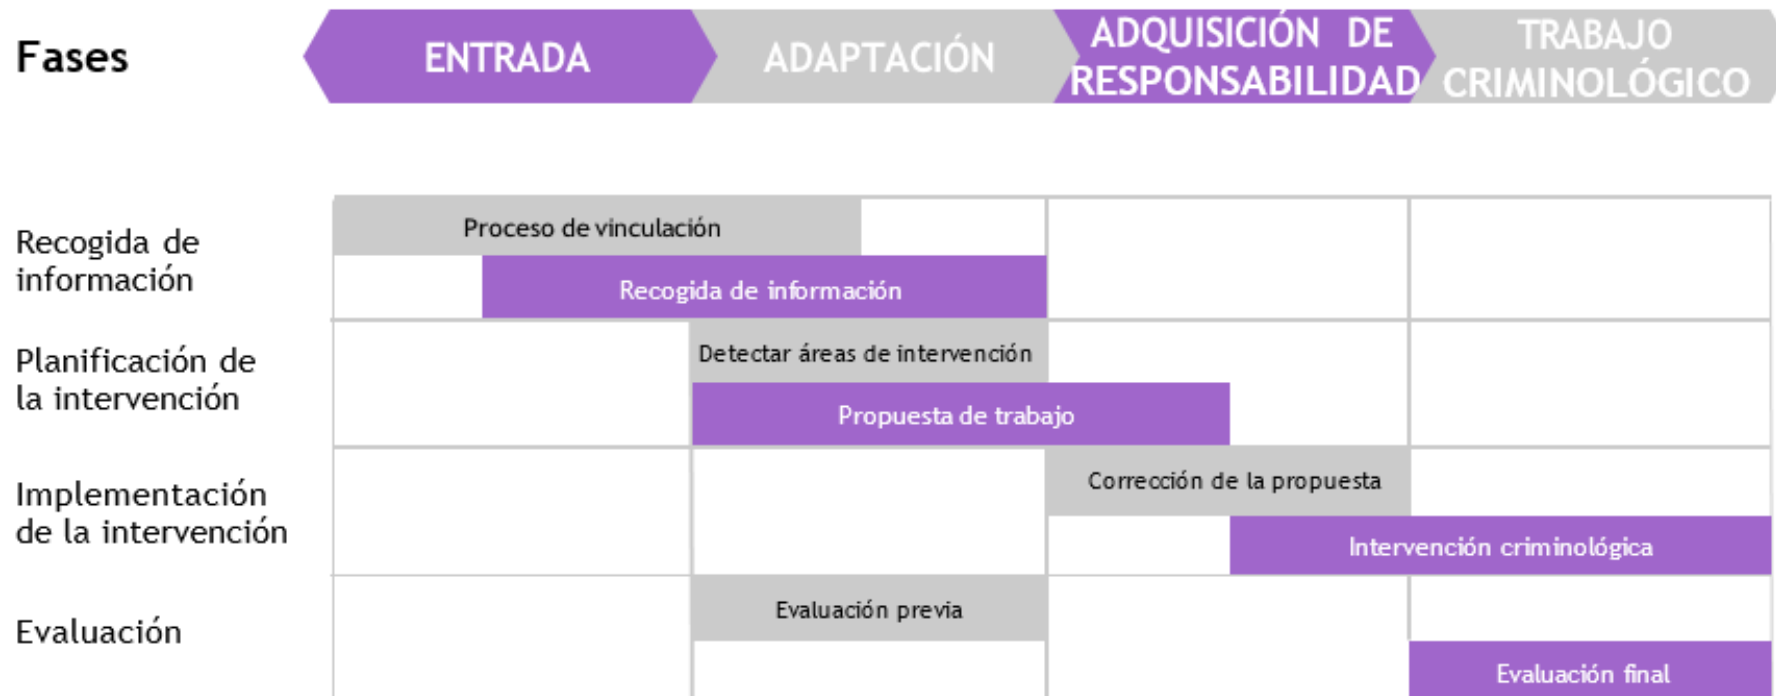 Fases
ENTRADA
ADAPTACIÓN
ADQUISICIÓN DE
RESPONSABILIDAD
TRABAJO
CRIMINOLÓGICO
Recogida de
información
Proceso de vinculación
Recogida de información
Planificación de
la intervención
Detectar áreas de intervención
Propuesta de trabajo
Implementación
de la intervención
Corrección de la propuesta
Intervención criminológica
Evaluación
Evaluación previa
Evaluación final